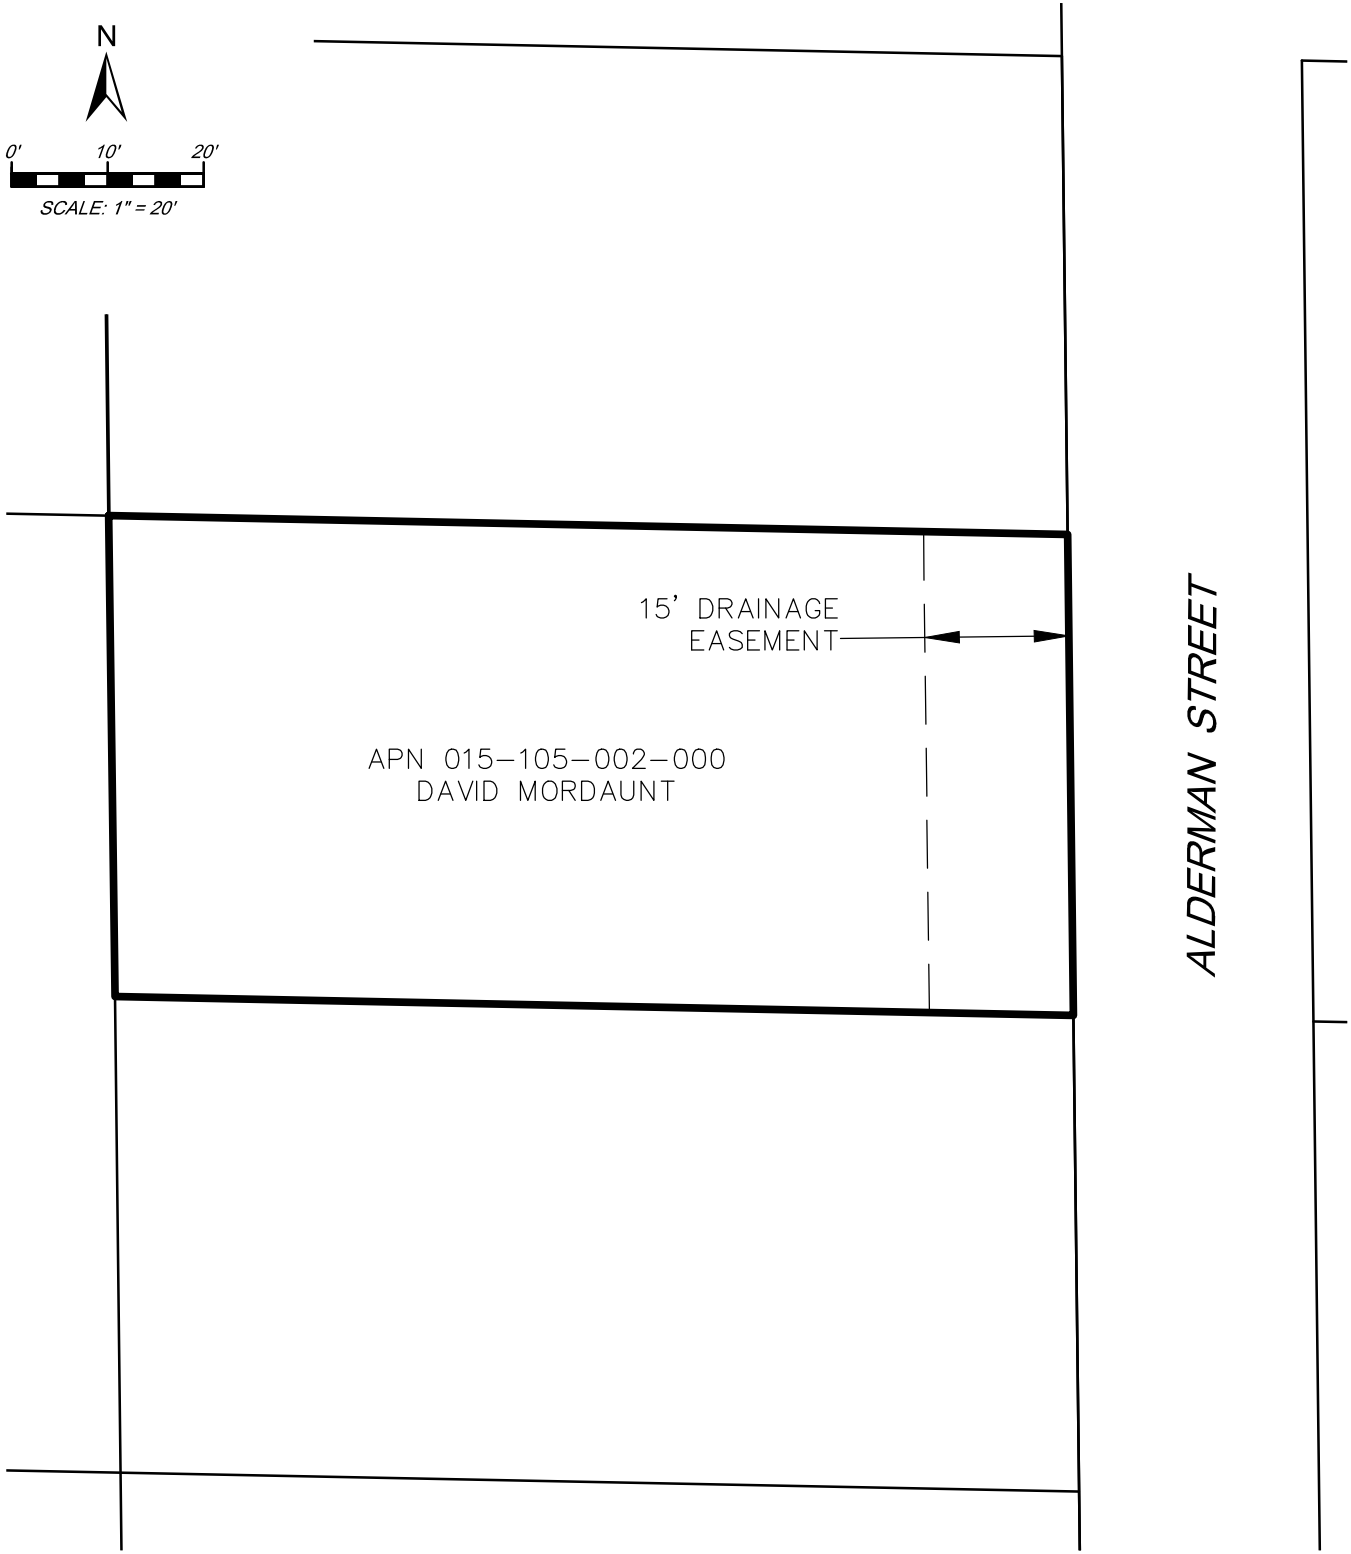 N
0' 10' 20'
SCALE: 1" = 20'
15' DRAINAGE
EASEMENT
APN 015-105-002-000
DAVID MORDAUNT
ALDERMAN STREET